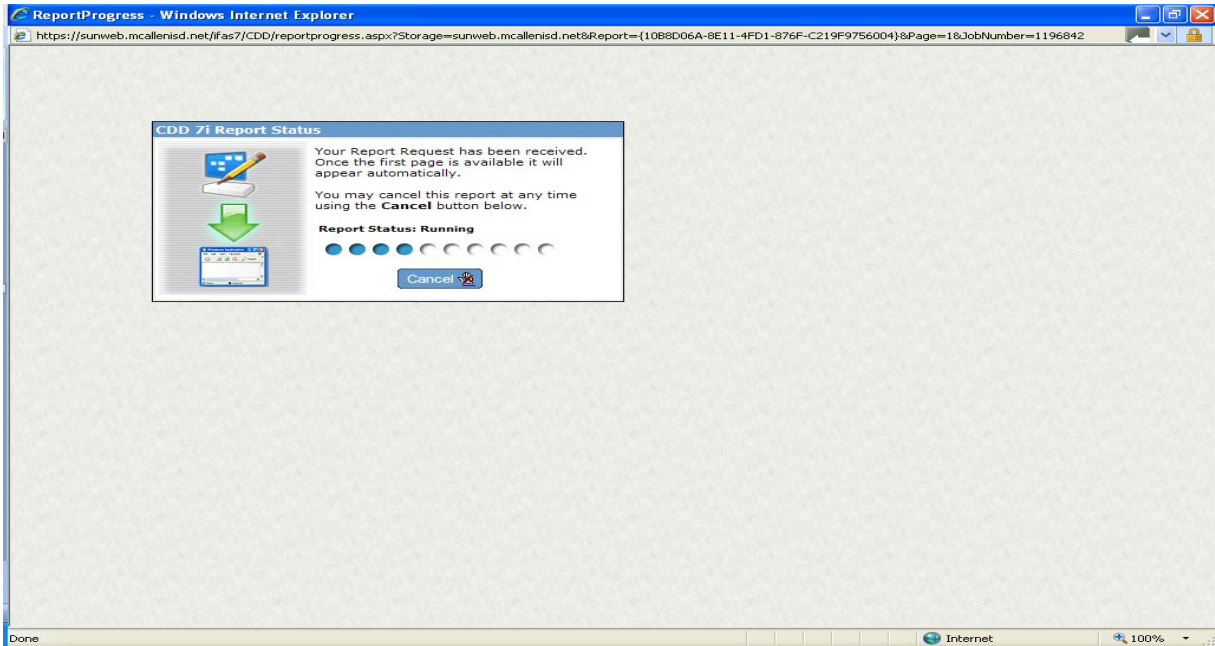 ReportProgress - Windows Internet Explorer
https://sunweb.mcallenisd.net/ifas7/CDD/reportprogress.aspx?Storage=sunweb.mcallenisd.net&Report={10B8D06A-8E11-4FD1-876F-C219F9756004}&Page=1&JobNumber=1196842
CDD 7i Report Status
Your Report Request has been received.
Once the first page is available it will
appear automatically.
You may cancel this report at any time
using the Cancel button below.
Report Status: Running
Cancel
Done
Internet
100%